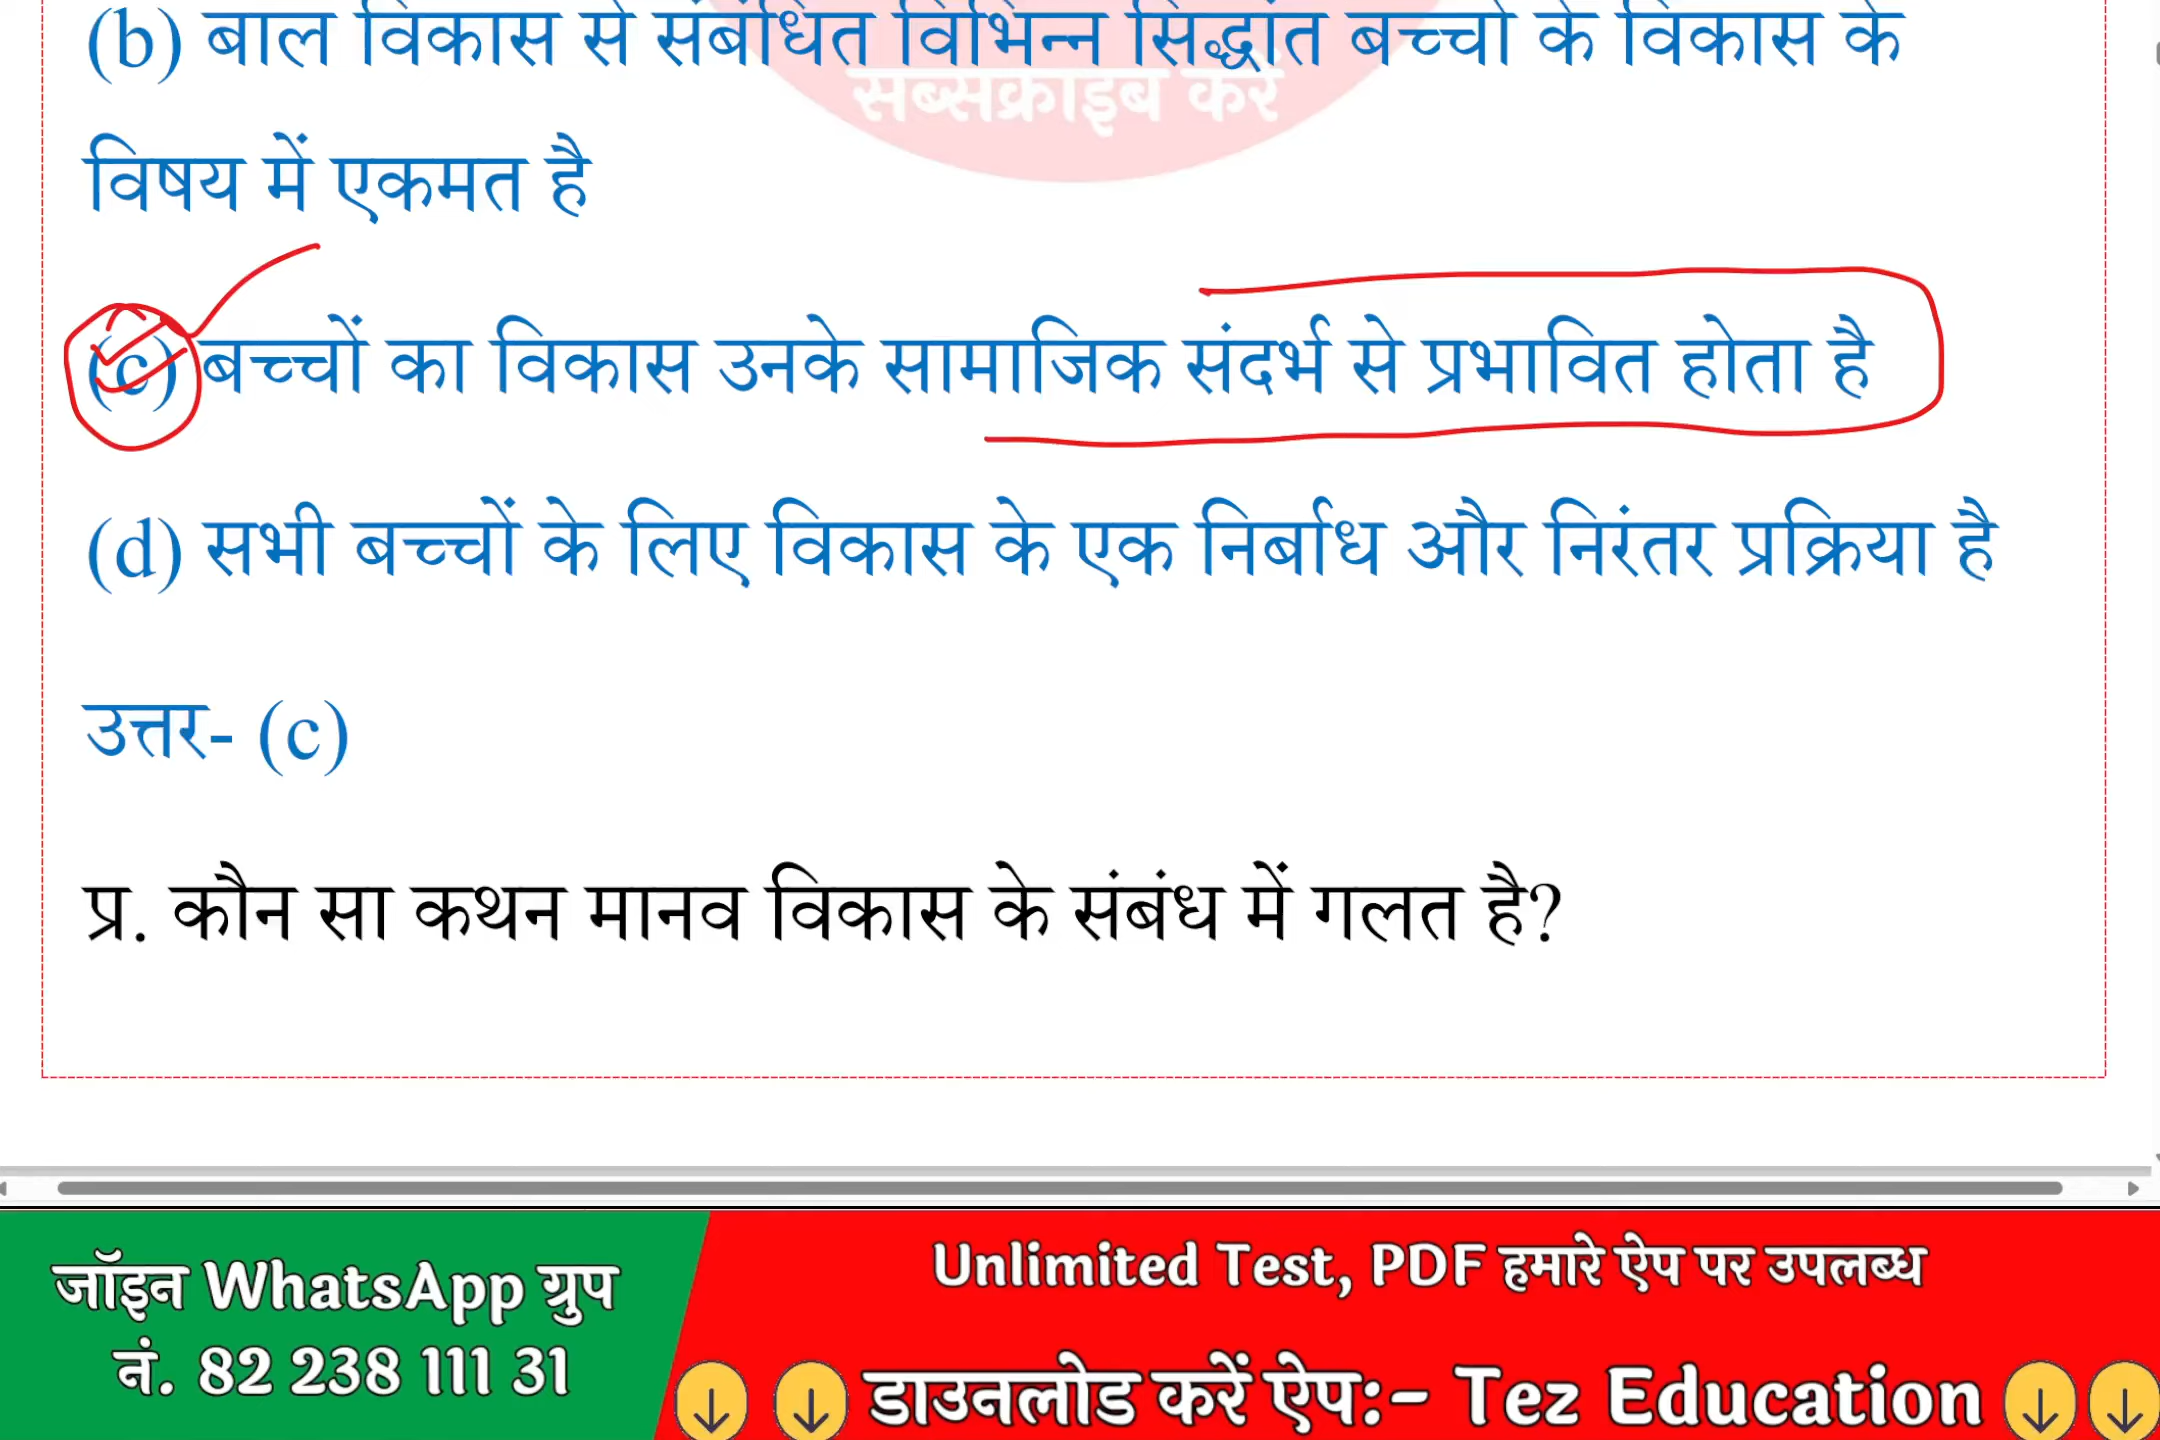 (b) बाल विकास से संबंधित विभिन्न सिद्धांत बच्चों के विकास के
सब्सक्राइब करें
विषय में एकमत है
(c) बच्चों का विकास उनके सामाजिक संदर्भ से प्रभावित होता है
(d) सभी बच्चों के लिए विकास के एक निर्बाध और निरंतर प्रक्रिया है
उत्तर- (c)
प्र. कौन सा कथन मानव विकास के संबंध में गलत है?
जॉइन WhatsApp ग्रुप
नं. 82 238 111 31
Unlimited Test, PDF हमारे ऐप पर उपलब्ध
डाउनलोड करें ऐप:- Tez Education